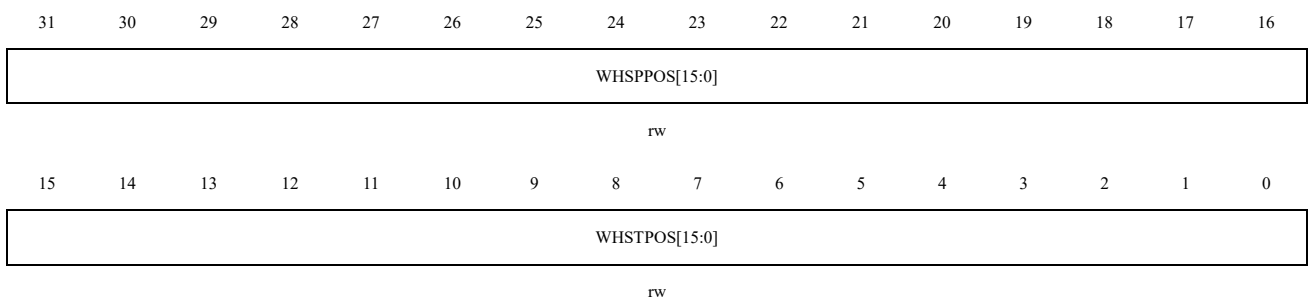 31 30 29 28 27 26 25 24 23 22 21 20 19 18 17 16
WHSPPOS[15:0]
rw
15 14 13 12 11 10 9 8 7 6 5 4 3 2 1 0
WHSTPOS[15:0]
rw